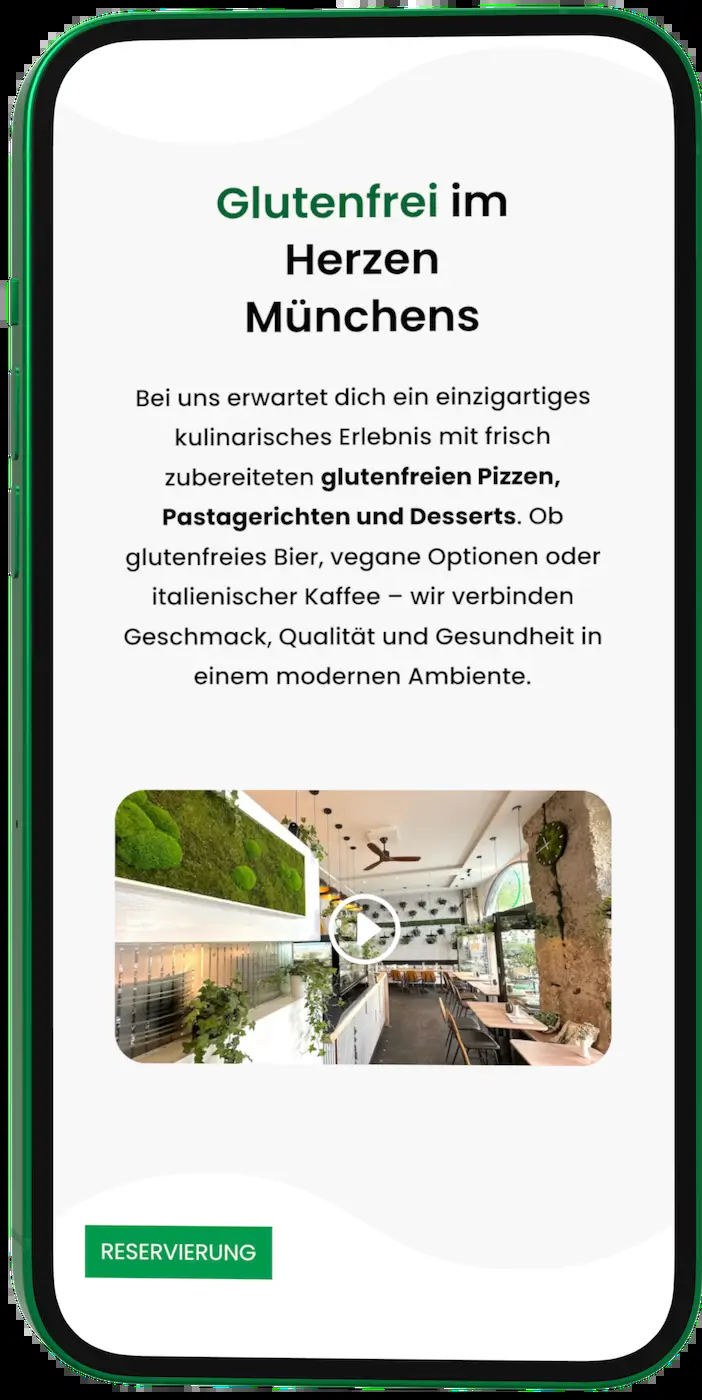 Glutenfrei im
Herzen
Münchens
Bei uns erwartet dich ein einzigartiges
kulinarisches Erlebnis mit frisch
zubereiteten glutenfreien Pizzen,
Pastagerichten und Desserts. Ob
glutenfreies Bier, vegane Optionen oder
italienischer Kaffee – wir verbinden
Geschmack, Qualität und Gesundheit in
einem modernen Ambiente.
RESERVIERUNG